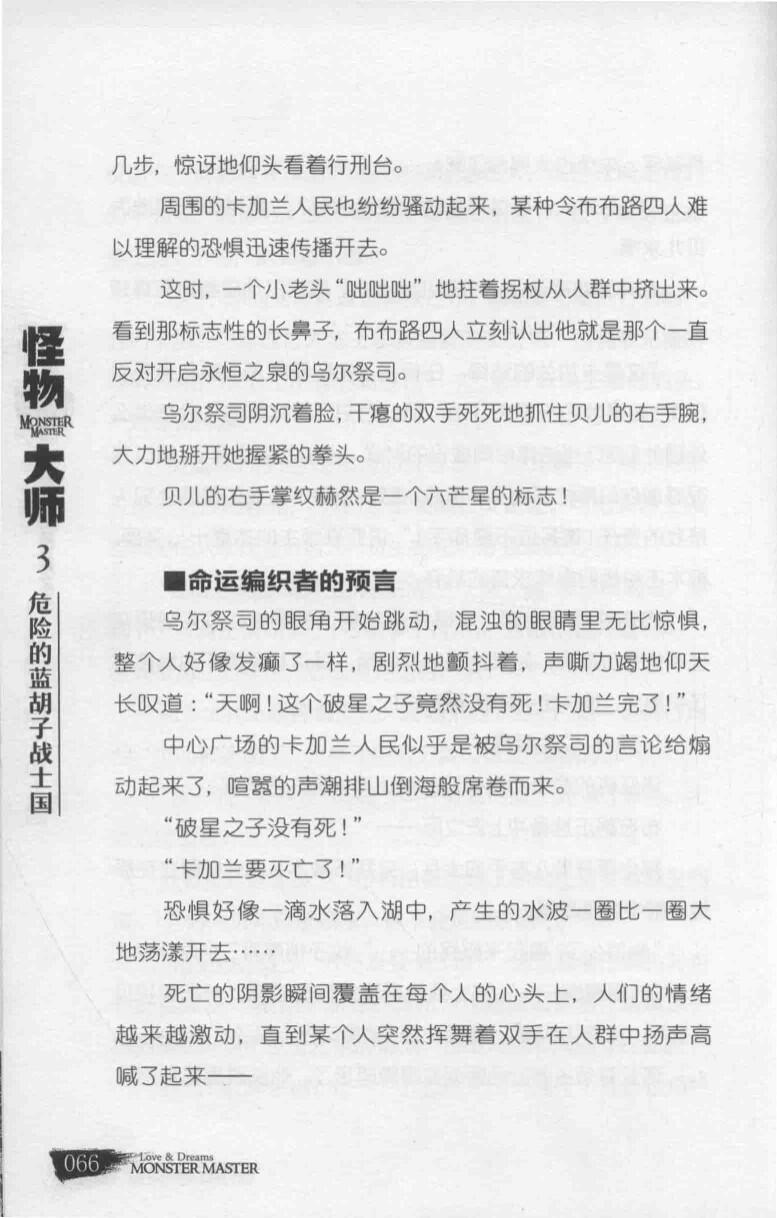 几步，惊讶地仰头看着行刑台。
周围的卡加兰人民也纷纷骚动起来，某种令布布路四人难
以理解的恐惧迅速传播开去。
这时，一个小老头“咄咄咄”地拄着拐杖从人群中挤出来。
看到那标志性的长鼻子，布布路四人立刻认出他就是那个一直
反对开启永恒之泉的乌尔祭司。
乌尔祭司阴沉着脸，干瘪的双手死死地抓住贝儿的右手腕，
大力地掰开她握紧的拳头。
贝儿的右手掌纹赫然是一个六芒星的标志！
■命运编织者的预言
乌尔祭司的眼角开始跳动，混浊的眼睛里无比惊惧，
整个人好像发癫了一样，剧烈地颤抖着，声嘶力竭地仰天
长叹道：“天啊！这个破星之子竟然没有死！卡加兰完了！”
中心广场的卡加兰人民似乎是被乌尔祭司的言论给煽
动起来了，喧嚣的声潮排山倒海般席卷而来。
“破星之子没有死！”
“卡加兰要灭亡了！”
恐惧好像一滴水落入湖中，产生的水波一圈比一圈大
地荡漾开去……
死亡的阴影瞬间覆盖在每个人的心头上，人们的情绪
越来越激动，直到某个人突然挥舞着双手在人群中扬声高
喊了起来——
怪物
MONSTER
MASTER
大师
3
危险的蓝胡子战士国
066
Love & Dreams
MONSTER MASTER